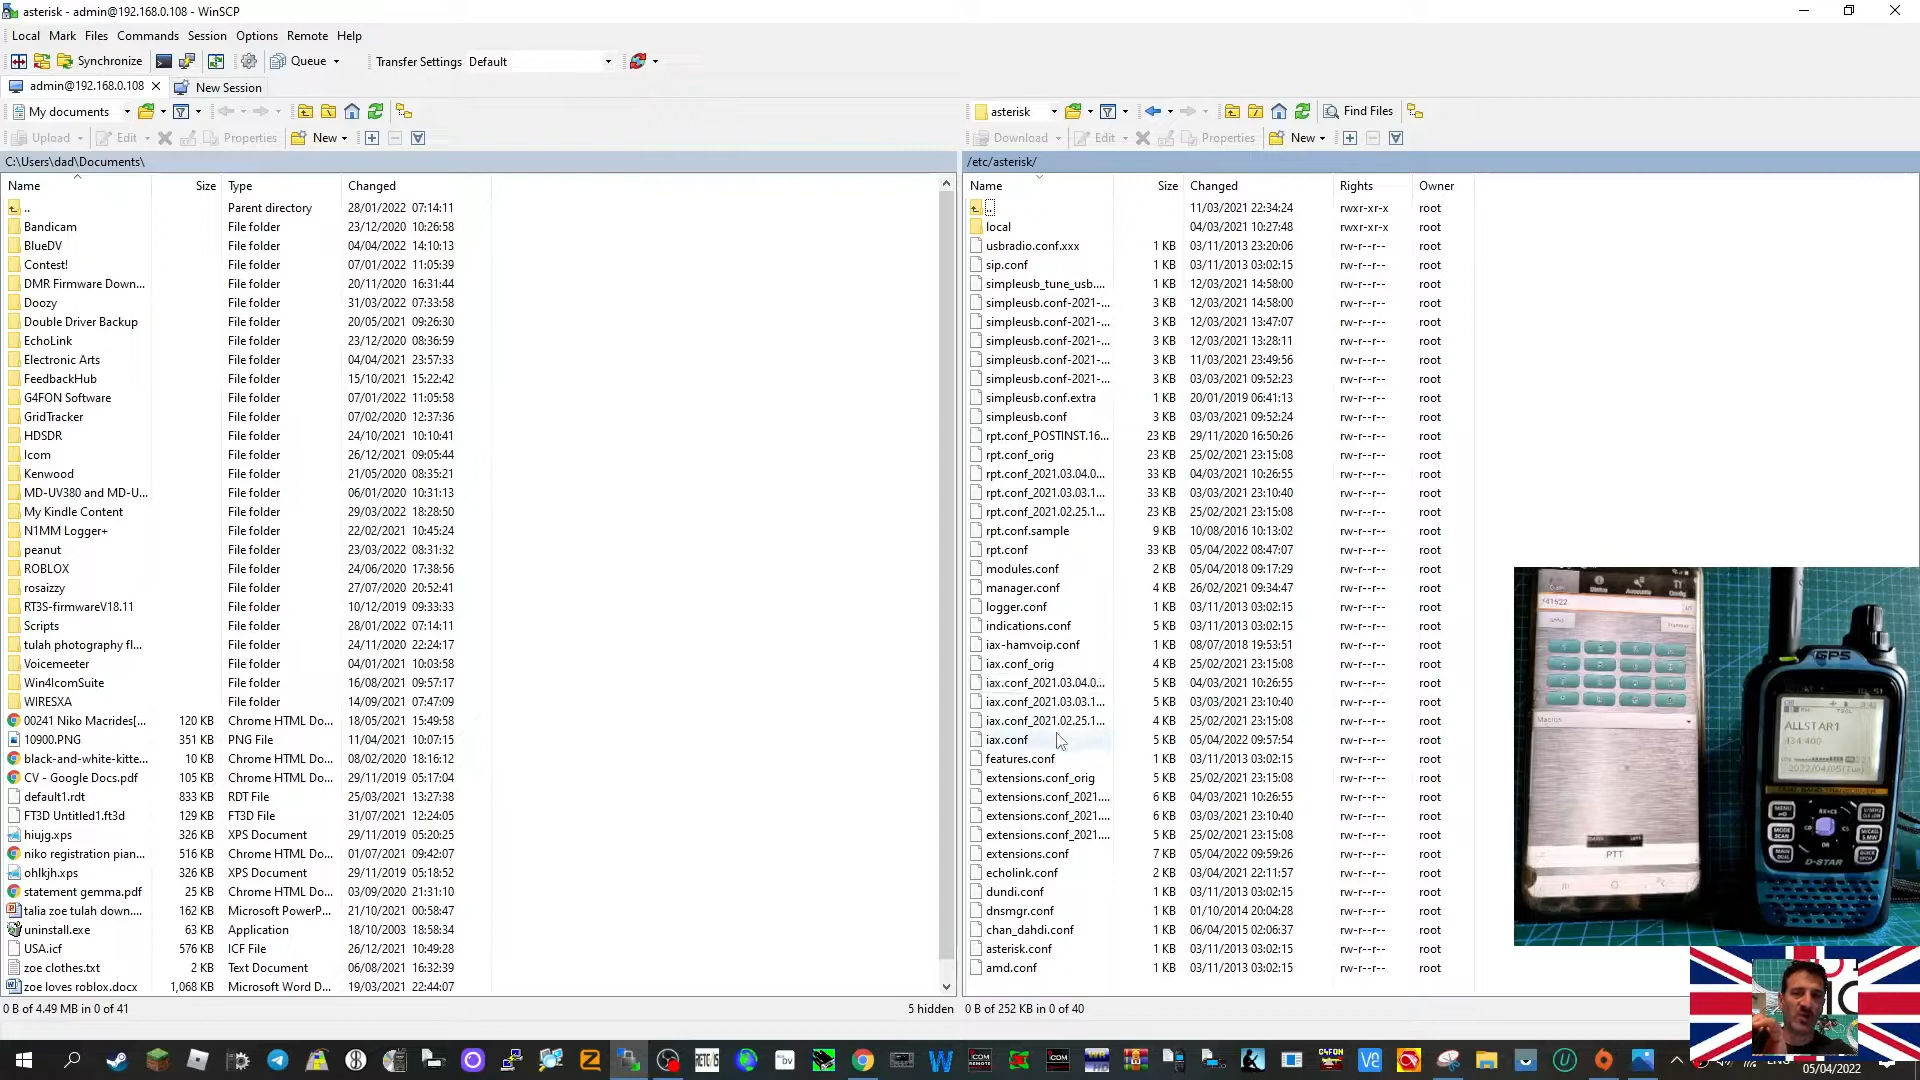 asterisk - admin@192.168.0.108 - WinSCP
Local Mark Files Commands Session Options Remote Help
Synchronize Queue Transfer Settings Default
admin@192.168.0.108 New Session
My documents
Upload Edit Properties New
C:\Users\dad\Documents\
Name Size Type Changed
.. Parent directory 28/01/2022 07:14:11
Bandicam File folder 23/12/2020 10:26:58
BlueDV File folder 04/04/2022 14:10:13
Contest! File folder 07/01/2022 11:05:39
DMR Firmware Down... File folder 20/11/2020 16:31:44
Doozy File folder 31/03/2022 07:33:58
Double Driver Backup File folder 20/05/2021 09:26:30
EchoLink File folder 23/12/2020 08:36:59
Electronic Arts File folder 04/04/2021 23:57:33
FeedbackHub File folder 15/10/2021 15:22:42
G4FON Software File folder 07/01/2022 11:05:58
GridTracker File folder 07/02/2020 12:37:36
HDSDR File folder 24/10/2021 10:10:41
Icom File folder 26/12/2021 09:05:44
Kenwood File folder 21/05/2020 08:35:21
MD-UV380 and MD-U... File folder 06/01/2020 10:31:13
My Kindle Content File folder 29/03/2022 18:28:50
N1MM Logger+ File folder 22/02/2021 10:45:24
peanut File folder 23/03/2022 08:31:32
ROBLOX File folder 24/06/2020 17:38:56
rosaizzy File folder 27/07/2020 20:52:41
RT3S-firmwareV18.11 File folder 10/12/2019 09:33:33
Scripts File folder 28/01/2022 07:14:11
tulah photography fl... File folder 24/11/2020 22:24:17
Voicemeeter File folder 04/01/2021 10:03:58
Win4IcomSuite File folder 16/08/2021 09:57:17
WIRESXA File folder 14/09/2021 07:47:09
00241 Niko Macrides[... 120 KB Chrome HTML Do... 18/05/2021 15:49:58
10900.PNG 351 KB PNG File 11/04/2021 10:07:15
black-and-white-kitte... 10 KB Chrome HTML Do... 08/02/2020 18:16:12
CV - Google Docs.pdf 105 KB Chrome HTML Do... 29/11/2019 05:17:04
default1.rdt 833 KB RDT File 25/03/2021 13:27:38
FT3D Untitled1.ft3d 129 KB FT3D File 31/07/2021 12:24:05
hiujg.xps 326 KB XPS Document 29/11/2019 05:20:25
niko registration pian... 516 KB Chrome HTML Do... 01/07/2021 09:42:07
ohlkjh.xps 326 KB XPS Document 29/11/2019 05:18:52
statement gemma.pdf 25 KB Chrome HTML Do... 03/09/2020 21:31:10
talia zoe tulah down.... 162 KB Microsoft PowerP... 21/10/2021 00:58:47
uninstall.exe 63 KB Application 18/10/2003 18:58:34
USA.icf 576 KB ICF File 26/12/2021 10:49:28
zoe clothes.txt 2 KB Text Document 06/08/2021 16:32:39
zoe loves roblox.docx 1,068 KB Microsoft Word D... 19/03/2021 22:44:07
0 B of 4.49 MB in 0 of 41 5 hidden
asterisk Find Files
Download Edit Properties New
/etc/asterisk/
Name Size Changed Rights Owner
.. 11/03/2021 22:34:24 rwxr-xr-x root
local 04/03/2021 10:27:48 rwxr-xr-x root
usbradio.conf.xxx 1 KB 03/11/2013 23:20:06 rw-r--r-- root
sip.conf 1 KB 03/11/2013 03:02:15 rw-r--r-- root
simpleusb_tune_usb.... 1 KB 12/03/2021 14:58:00 rw-r--r-- root
simpleusb.conf-2021-... 3 KB 12/03/2021 14:58:00 rw-r--r-- root
simpleusb.conf-2021-... 3 KB 12/03/2021 13:47:07 rw-r--r-- root
simpleusb.conf-2021-... 3 KB 12/03/2021 13:28:11 rw-r--r-- root
simpleusb.conf-2021-... 3 KB 11/03/2021 23:49:56 rw-r--r-- root
simpleusb.conf-2021-... 3 KB 03/03/2021 09:52:23 rw-r--r-- root
simpleusb.conf.extra 1 KB 20/01/2019 06:41:13 rw-r--r-- root
simpleusb.conf 3 KB 03/03/2021 09:52:24 rw-r--r-- root
rpt.conf_POSTINST.16... 23 KB 29/11/2020 16:50:26 rw-r--r-- root
rpt.conf_orig 23 KB 25/02/2021 23:15:08 rw-r--r-- root
rpt.conf_2021.03.04.0... 33 KB 04/03/2021 10:26:55 rw-r--r-- root
rpt.conf_2021.03.03.1... 33 KB 03/03/2021 23:10:40 rw-r--r-- root
rpt.conf_2021.02.25.1... 23 KB 25/02/2021 23:15:08 rw-r--r-- root
rpt.conf.sample 9 KB 10/08/2016 10:13:02 rw-r--r-- root
rpt.conf 33 KB 05/04/2022 08:47:07 rw-r--r-- root
modules.conf 2 KB 05/04/2018 09:17:29 rw-r--r-- root
manager.conf 4 KB 26/02/2021 09:34:47 rw-r--r-- root
logger.conf 1 KB 03/11/2013 03:02:15 rw-r--r-- root
indications.conf 5 KB 03/11/2013 03:02:15 rw-r--r-- root
iax-hamvoip.conf 1 KB 08/07/2018 19:53:51 rw-r--r-- root
iax.conf_orig 4 KB 25/02/2021 23:15:08 rw-r--r-- root
iax.conf_2021.03.04.0... 5 KB 04/03/2021 10:26:55 rw-r--r-- root
iax.conf_2021.03.03.1... 5 KB 03/03/2021 23:10:40 rw-r--r-- root
iax.conf_2021.02.25.1... 4 KB 25/02/2021 23:15:08 rw-r--r-- root
iax.conf 5 KB 05/04/2022 09:57:54 rw-r--r-- root
features.conf 1 KB 03/11/2013 03:02:15 rw-r--r-- root
extensions.conf_orig 5 KB 25/02/2021 23:15:08 rw-r--r-- root
extensions.conf_2021.... 6 KB 04/03/2021 10:26:55 rw-r--r-- root
extensions.conf_2021.... 6 KB 03/03/2021 23:10:40 rw-r--r-- root
extensions.conf_2021.... 5 KB 25/02/2021 23:15:08 rw-r--r-- root
extensions.conf 7 KB 05/04/2022 09:59:26 rw-r--r-- root
echolink.conf 2 KB 03/04/2021 22:11:57 rw-r--r-- root
dundi.conf 1 KB 03/11/2013 03:02:15 rw-r--r-- root
dnsmgr.conf 1 KB 01/10/2014 20:04:28 rw-r--r-- root
chan_dahdi.conf 1 KB 06/04/2015 02:06:37 rw-r--r-- root
asterisk.conf 1 KB 03/11/2013 03:02:15 rw-r--r-- root
amd.conf 1 KB 03/11/2013 03:02:15 rw-r--r-- root
0 B of 252 KB in 0 of 40
Macros
PTT
GPS
ALLSTAR1
2022/04/05(Tue)
D-STAR
05/04/2022